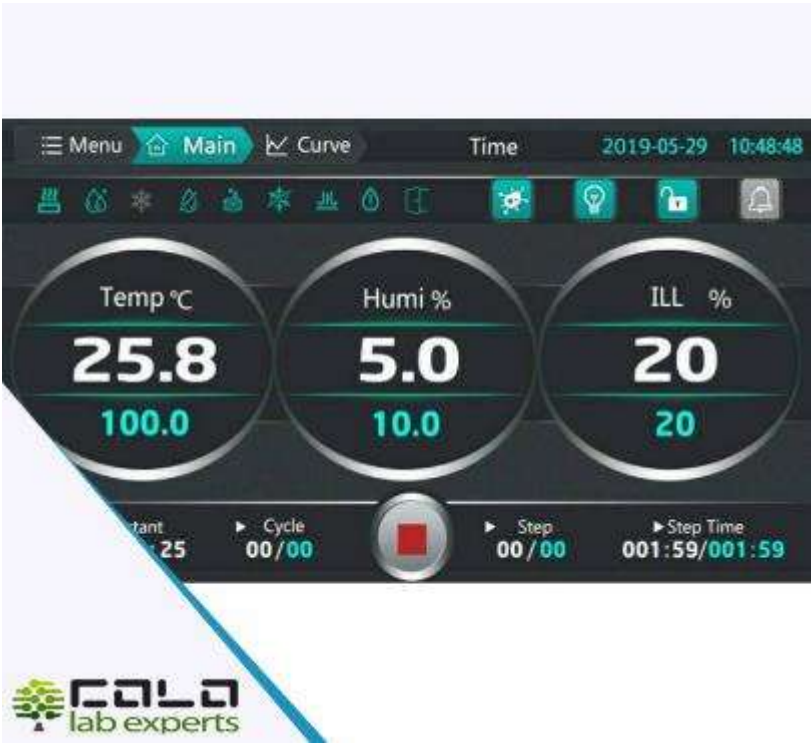 Menu Main Curve Time 2019-05-29 10:48:48
Temp ℃ Humi % ILL %
25.8 5.0 20
100.0 10.0 20
Cycle Step Step Time
25 00/00 00/00 001:59/001:59
CALA
lab experts